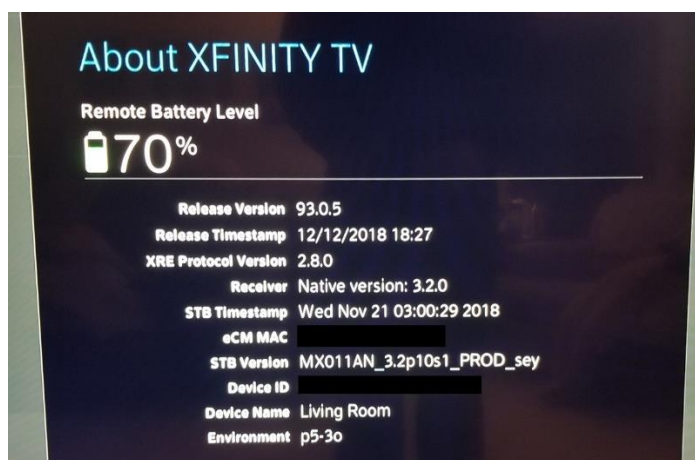 About XFINITY TV
Remote Battery Level
70%
Release Version 93.0.5
Release Timestamp 12/12/2018 18:27
XRE Protocol Version 2.8.0
Receiver Native version: 3.2.0
STB Timestamp Wed Nov 21 03:00:29 2018
eCM MAC
STB Version MX011AN_3.2p10s1_PROD_sey
Device ID
Device Name Living Room
Environment p5-3o